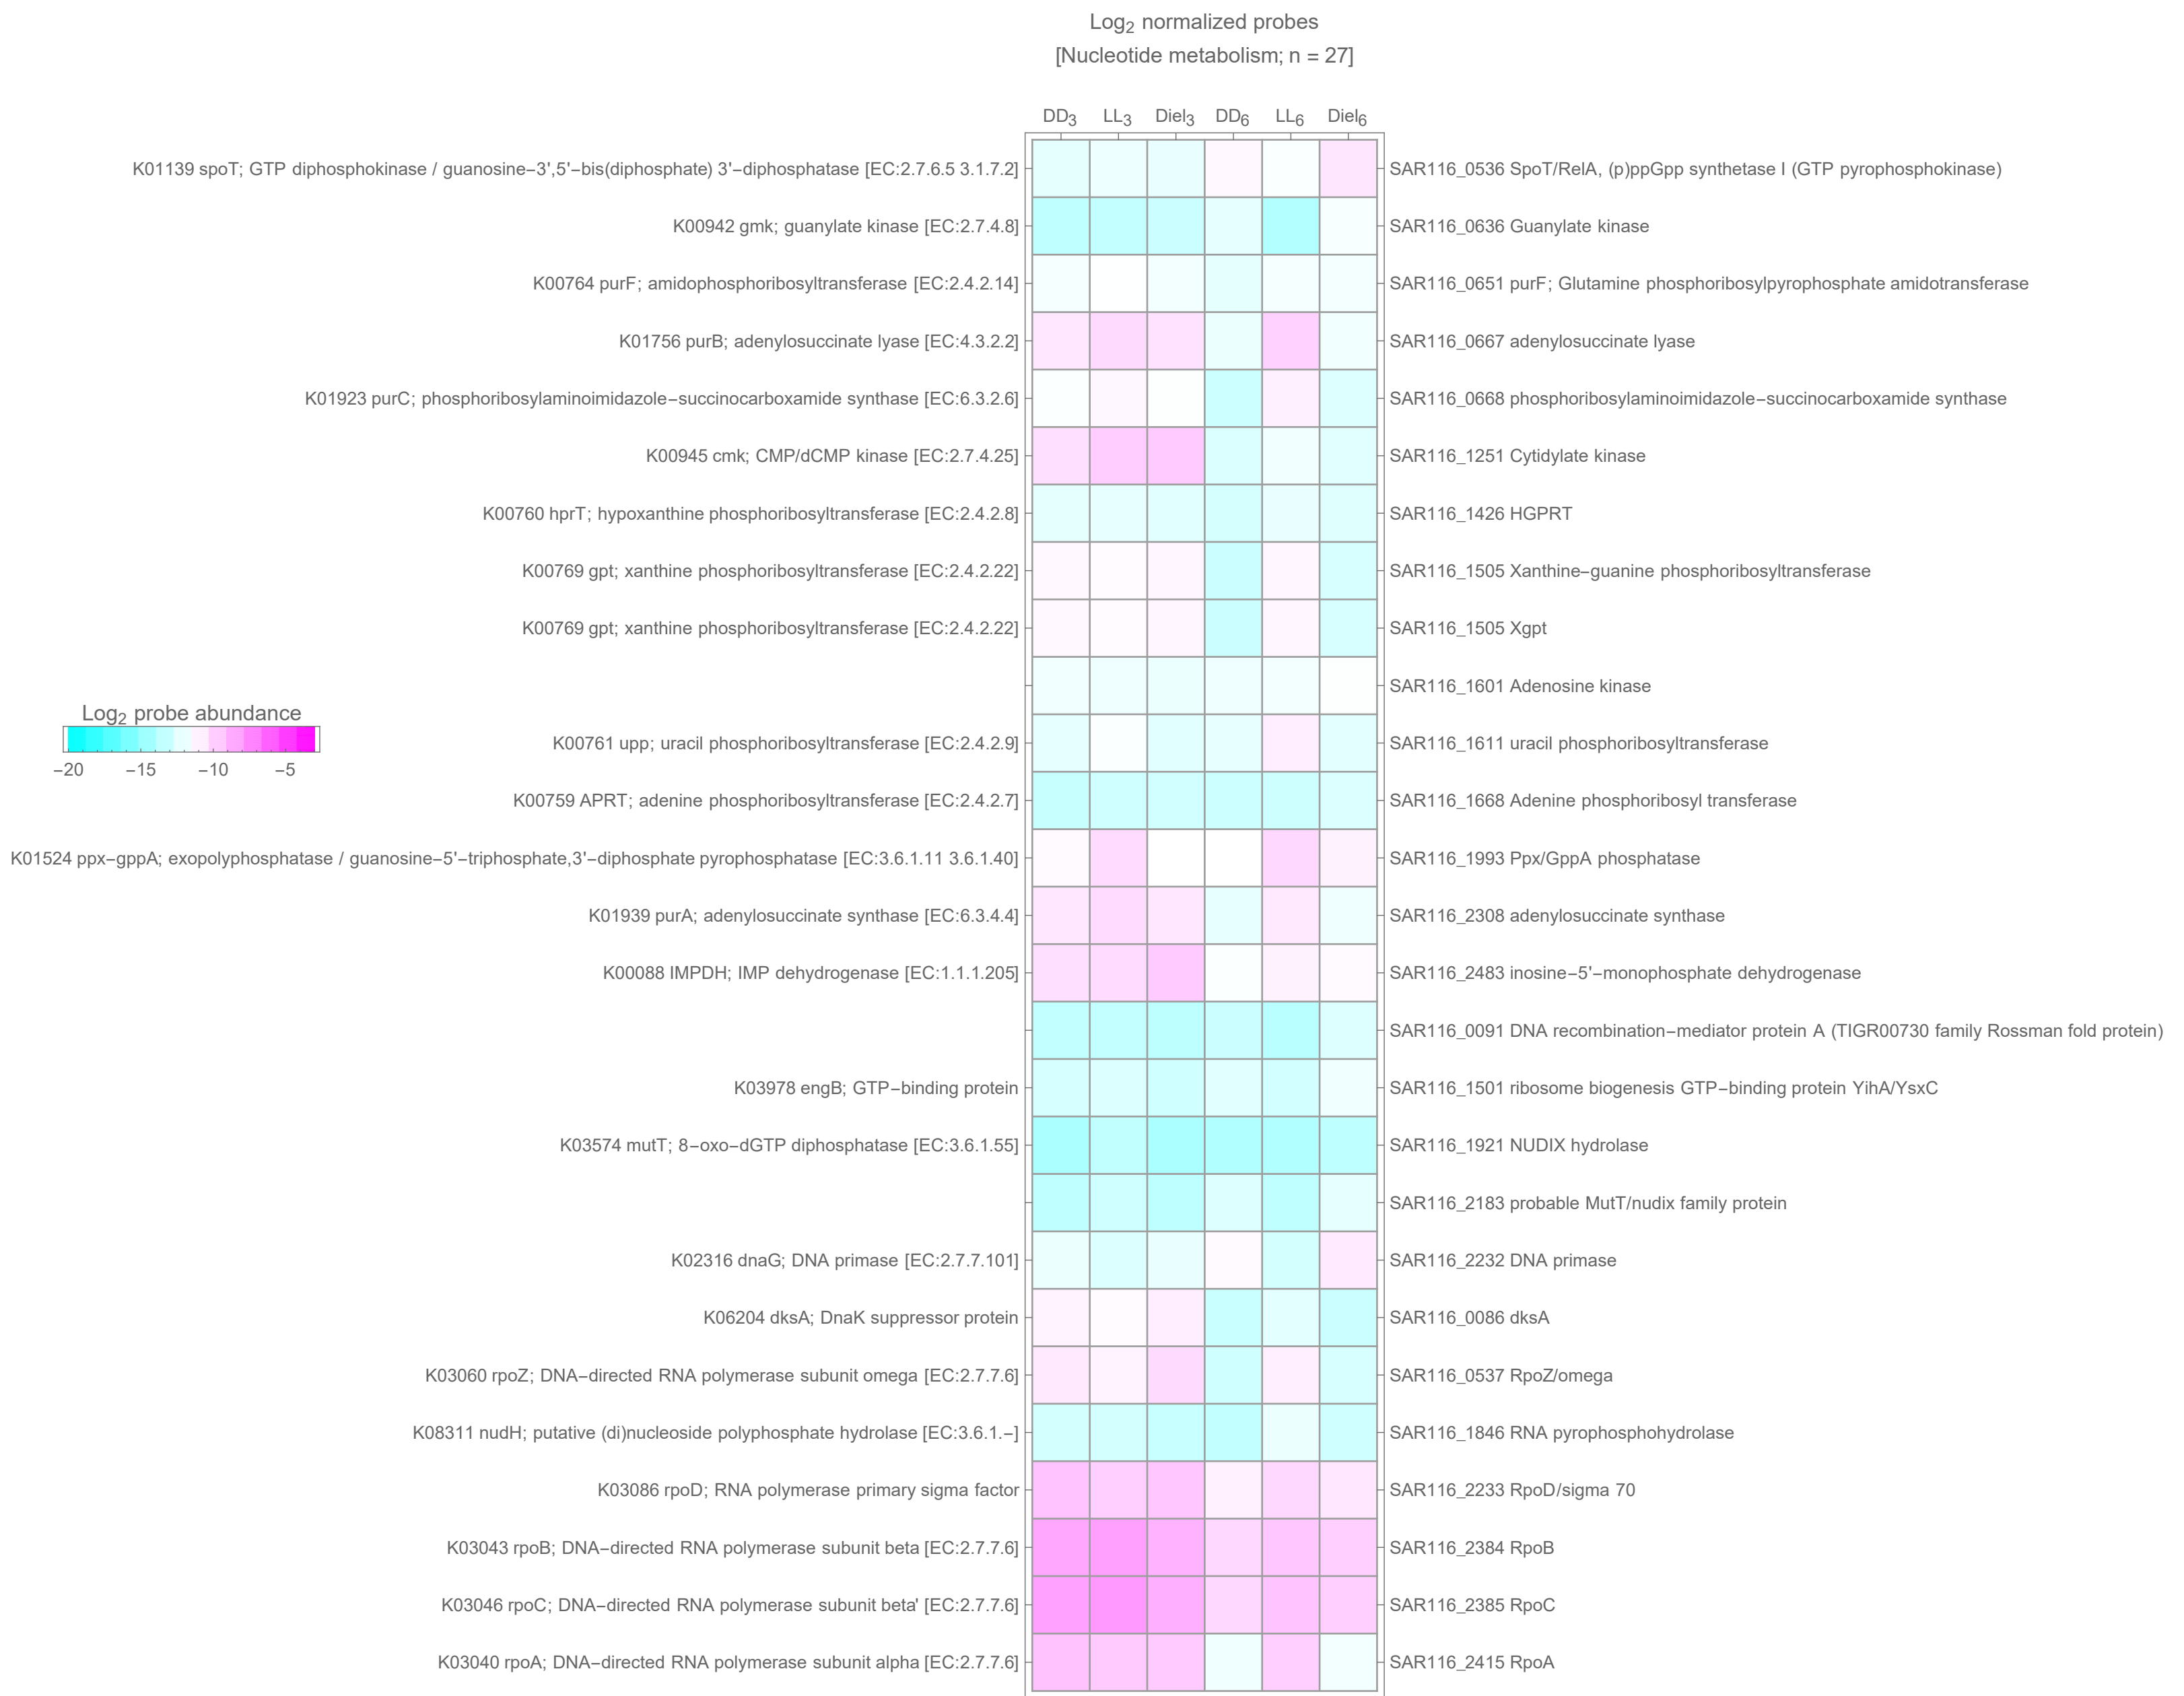 Log2 normalized probes
[Nucleotide metabolism; n = 27]
DD3 LL3 Diel3 DD6 LL6 Diel6
K01139 spoT; GTP diphosphokinase / guanosine−3',5'−bis(diphosphate) 3'−diphosphatase [EC:2.7.6.5 3.1.7.2] SAR116_0536 SpoT/RelA, (p)ppGpp synthetase I (GTP pyrophosphokinase)
K00942 gmk; guanylate kinase [EC:2.7.4.8] SAR116_0636 Guanylate kinase
K00764 purF; amidophosphoribosyltransferase [EC:2.4.2.14] SAR116_0651 purF; Glutamine phosphoribosylpyrophosphate amidotransferase
K01756 purB; adenylosuccinate lyase [EC:4.3.2.2] SAR116_0667 adenylosuccinate lyase
K01923 purC; phosphoribosylaminoimidazole−succinocarboxamide synthase [EC:6.3.2.6] SAR116_0668 phosphoribosylaminoimidazole−succinocarboxamide synthase
K00945 cmk; CMP/dCMP kinase [EC:2.7.4.25] SAR116_1251 Cytidylate kinase
K00760 hprT; hypoxanthine phosphoribosyltransferase [EC:2.4.2.8] SAR116_1426 HGPRT
K00769 gpt; xanthine phosphoribosyltransferase [EC:2.4.2.22] SAR116_1505 Xanthine−guanine phosphoribosyltransferase
K00769 gpt; xanthine phosphoribosyltransferase [EC:2.4.2.22] SAR116_1505 Xgpt
SAR116_1601 Adenosine kinase
Log2 probe abundance
−20 −15 −10 −5
K00761 upp; uracil phosphoribosyltransferase [EC:2.4.2.9] SAR116_1611 uracil phosphoribosyltransferase
K00759 APRT; adenine phosphoribosyltransferase [EC:2.4.2.7] SAR116_1668 Adenine phosphoribosyl transferase
K01524 ppx−gppA; exopolyphosphatase / guanosine−5'−triphosphate,3'−diphosphate pyrophosphatase [EC:3.6.1.11 3.6.1.40] SAR116_1993 Ppx/GppA phosphatase
K01939 purA; adenylosuccinate synthase [EC:6.3.4.4] SAR116_2308 adenylosuccinate synthase
K00088 IMPDH; IMP dehydrogenase [EC:1.1.1.205] SAR116_2483 inosine−5'−monophosphate dehydrogenase
SAR116_0091 DNA recombination−mediator protein A (TIGR00730 family Rossman fold protein)
K03978 engB; GTP−binding protein SAR116_1501 ribosome biogenesis GTP−binding protein YihA/YsxC
K03574 mutT; 8−oxo−dGTP diphosphatase [EC:3.6.1.55] SAR116_1921 NUDIX hydrolase
SAR116_2183 probable MutT/nudix family protein
K02316 dnaG; DNA primase [EC:2.7.7.101] SAR116_2232 DNA primase
K06204 dksA; DnaK suppressor protein SAR116_0086 dksA
K03060 rpoZ; DNA−directed RNA polymerase subunit omega [EC:2.7.7.6] SAR116_0537 RpoZ/omega
K08311 nudH; putative (di)nucleoside polyphosphate hydrolase [EC:3.6.1.−] SAR116_1846 RNA pyrophosphohydrolase
K03086 rpoD; RNA polymerase primary sigma factor SAR116_2233 RpoD/sigma 70
K03043 rpoB; DNA−directed RNA polymerase subunit beta [EC:2.7.7.6] SAR116_2384 RpoB
K03046 rpoC; DNA−directed RNA polymerase subunit beta' [EC:2.7.7.6] SAR116_2385 RpoC
K03040 rpoA; DNA−directed RNA polymerase subunit alpha [EC:2.7.7.6] SAR116_2415 RpoA